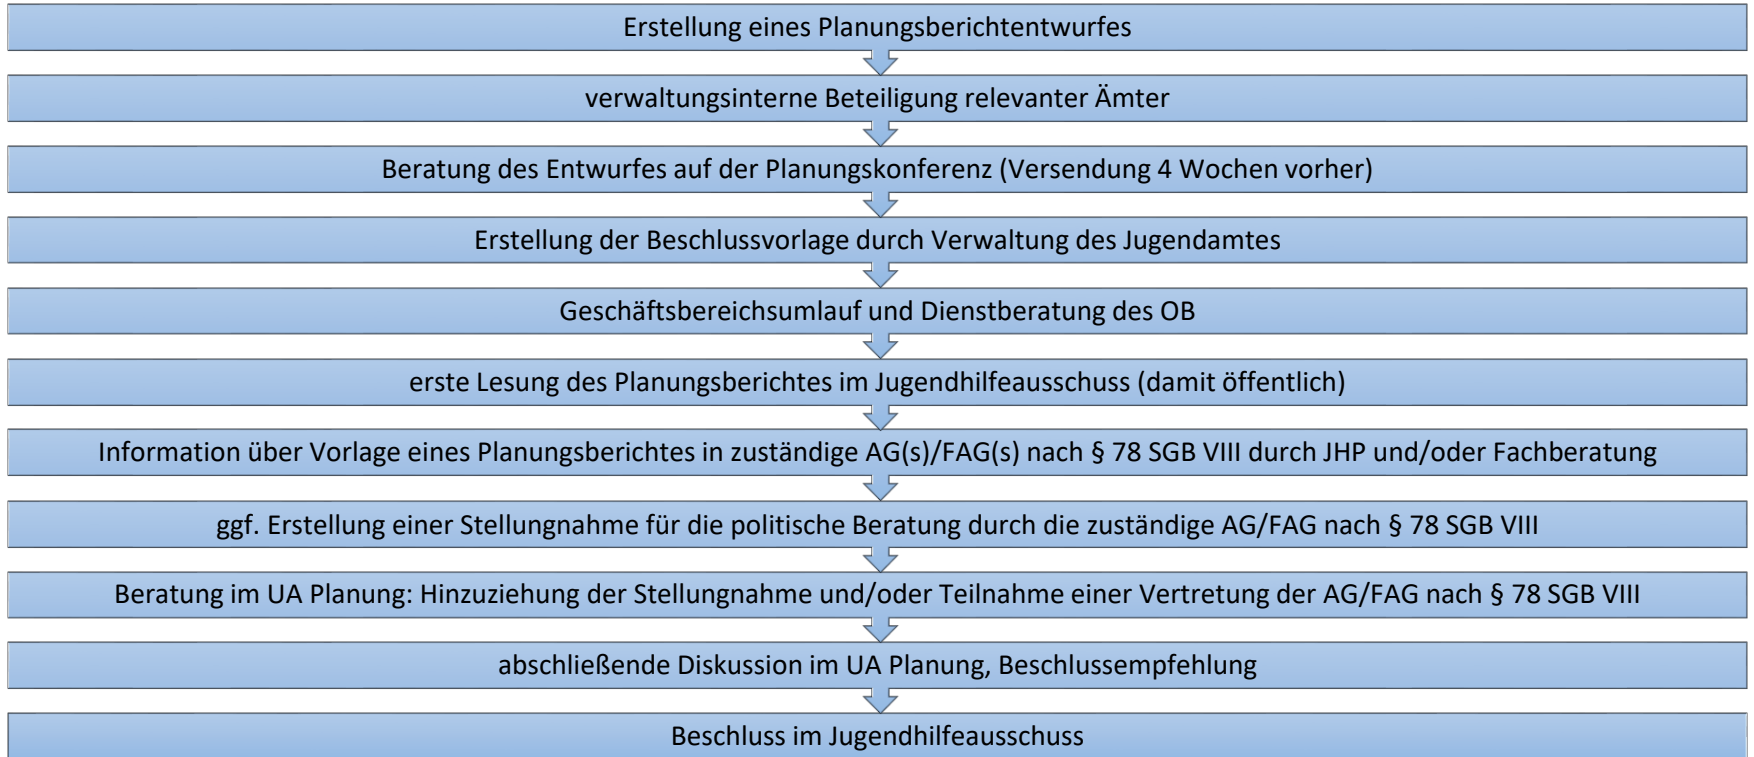 Erstellung eines Planungsberichtentwurfes
verwaltungsinterne Beteiligung relevanter Ämter
Beratung des Entwurfes auf der Planungskonferenz (Versendung 4 Wochen vorher)
Erstellung der Beschlussvorlage durch Verwaltung des Jugendamtes
Geschäftsbereichsumlauf und Dienstberatung des OB
erste Lesung des Planungsberichtes im Jugendhilfeausschuss (damit öffentlich)
Information über Vorlage eines Planungsberichtes in zuständige AG(s)/FAG(s) nach § 78 SGB VIII durch JHP und/oder Fachberatung
ggf. Erstellung einer Stellungnahme für die politische Beratung durch die zuständige AG/FAG nach § 78 SGB VIII
Beratung im UA Planung: Hinzuziehung der Stellungnahme und/oder Teilnahme einer Vertretung der AG/FAG nach § 78 SGB VIII
abschließende Diskussion im UA Planung, Beschlussempfehlung
Beschluss im Jugendhilfeausschuss